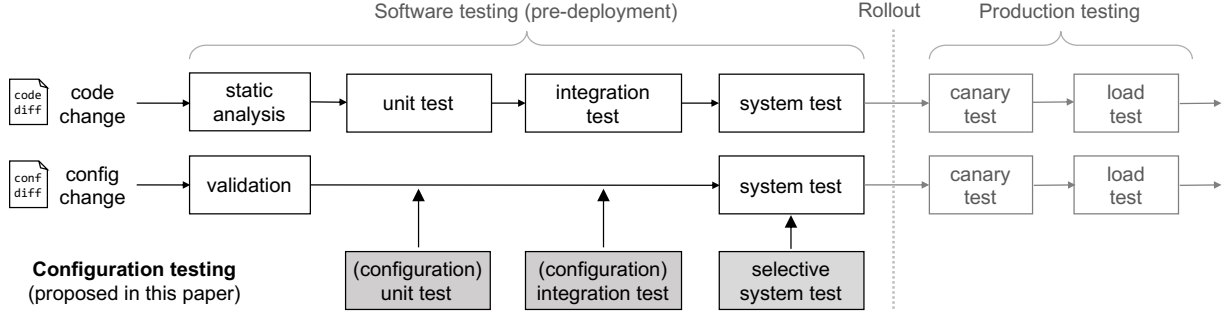 Software testing (pre-deployment)
Rollout
Production testing
code
diff
code
change
static
analysis
unit test
integration
test
system test
canary
test
load
test
conf
diff
config
change
validation
system test
canary
test
load
test
Configuration testing
(proposed in this paper)
(configuration)
unit test
(configuration)
integration test
selective
system test